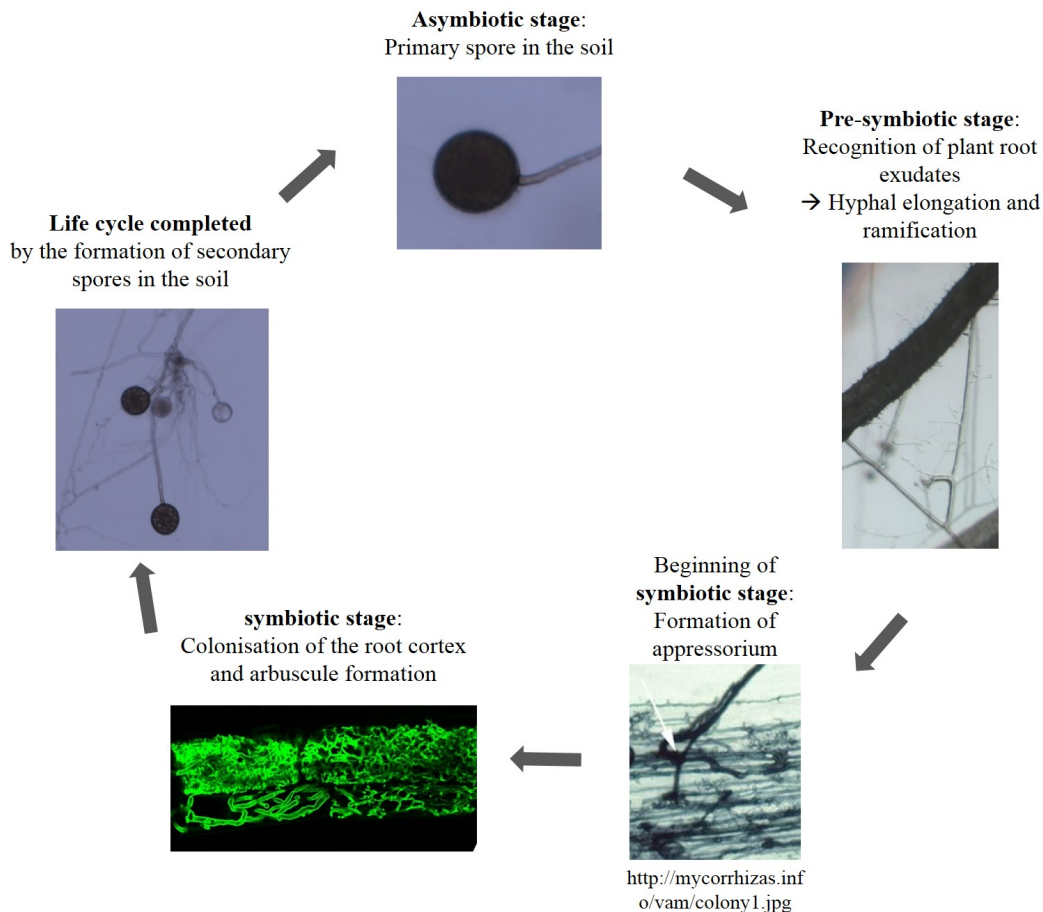 Asymbiotic stage:
Primary spore in the soil
Pre-symbiotic stage:
Recognition of plant root
exudates
→ Hyphal elongation and
ramification
Beginning of
symbiotic stage:
Formation of
appressorium
http://mycorrhizas.inf
o/vam/colony1.jpg
symbiotic stage:
Colonisation of the root cortex
and arbuscule formation
Life cycle completed
by the formation of secondary
spores in the soil